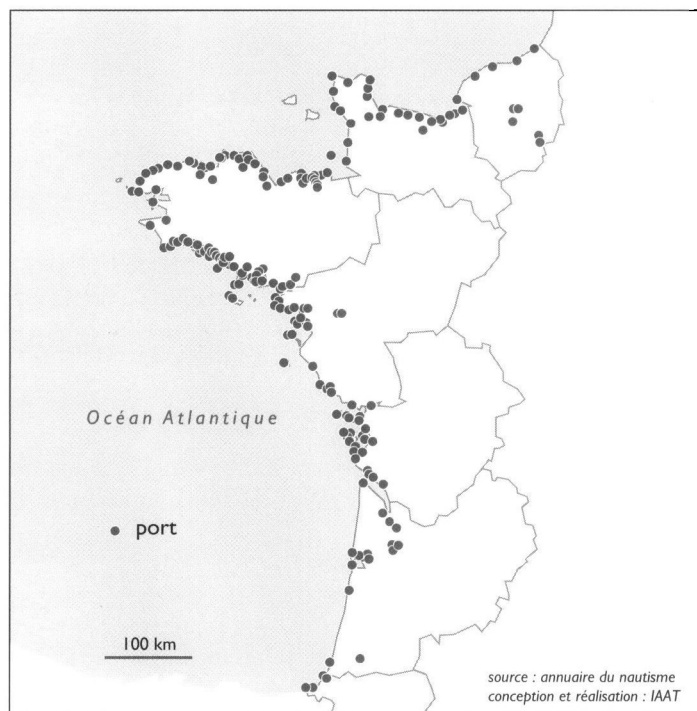 Océan Atlantique
port
100 km
source : annuaire du nautisme
conception et réalisation : IAAT